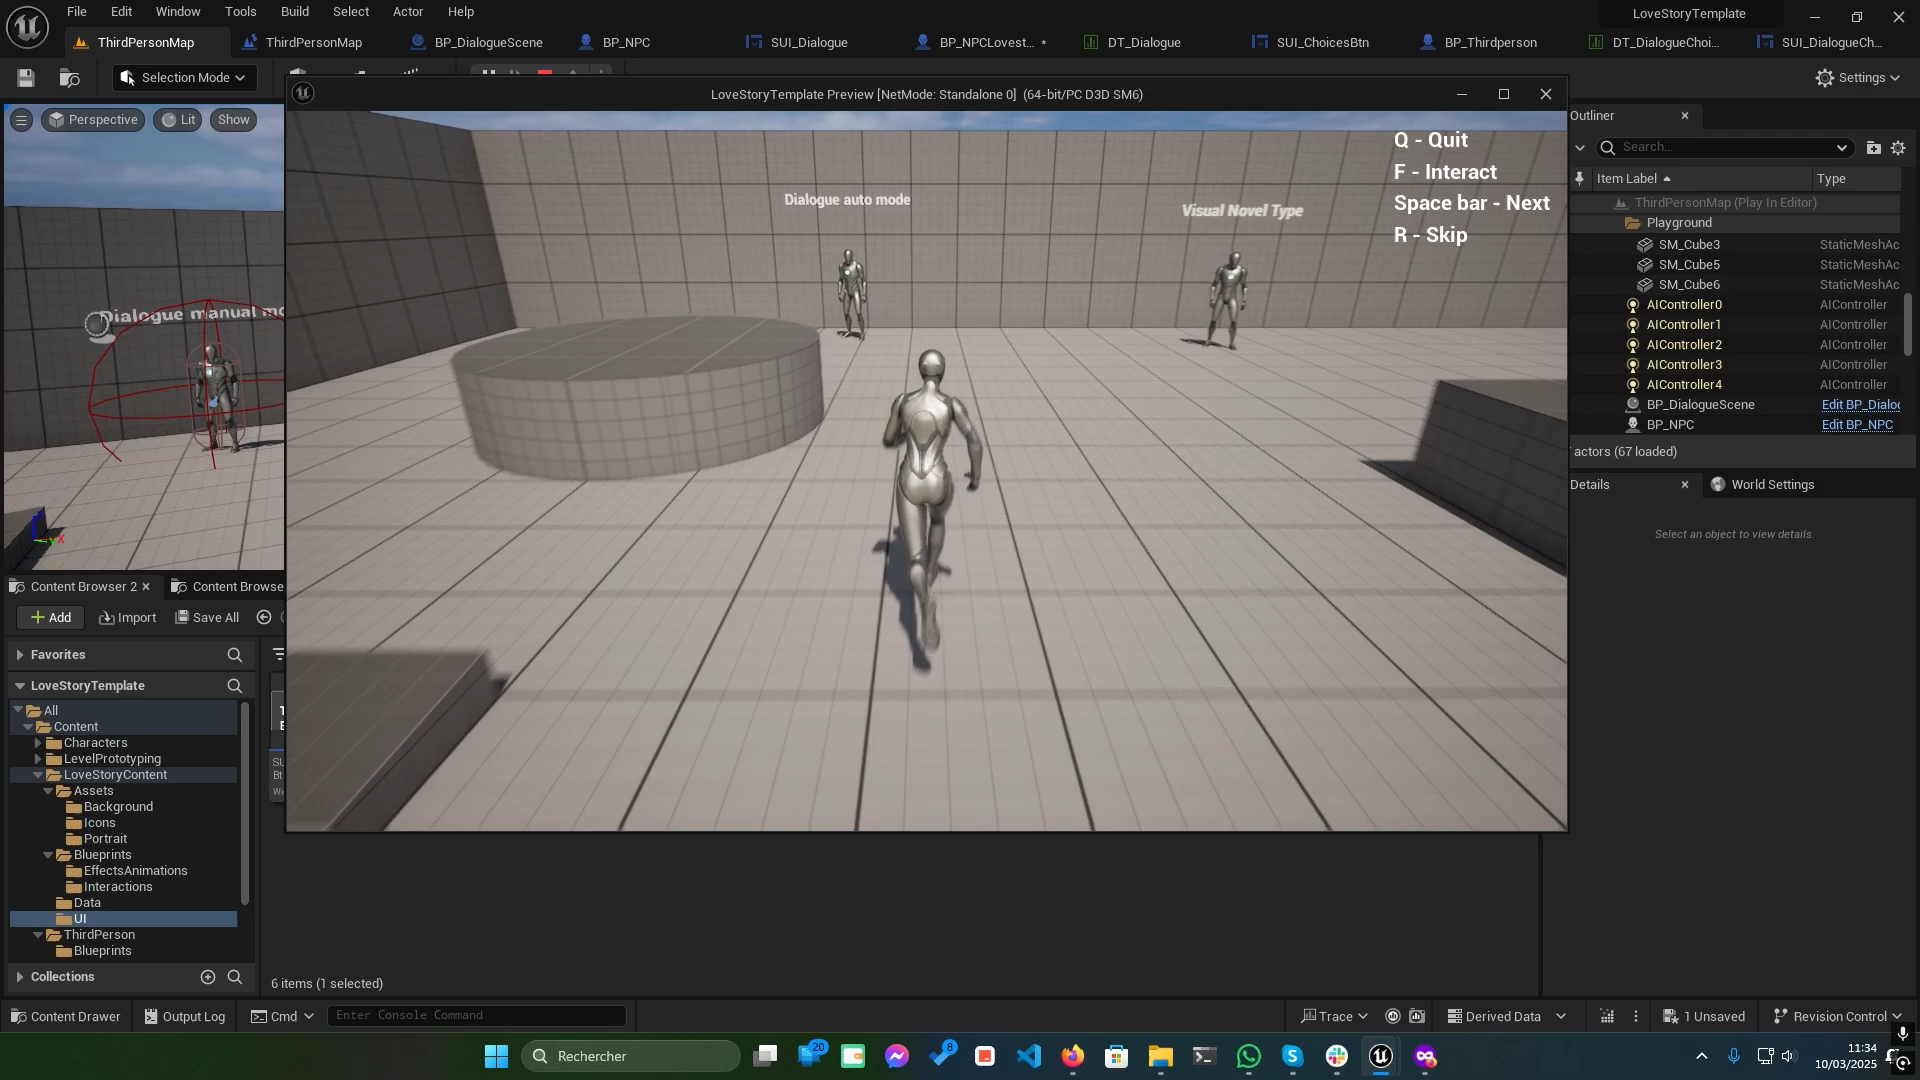 File Edit Window Tools Build Select Actor Help
LoveStoryTemplate
ThirdPersonMap
ThirdPersonMap
BP_DialogueScene
BP_NPC
SUI_Dialogue
BP_NPCLovest... •
DT_Dialogue
SUI_ChoicesBtn
BP_Thirdperson
DT_DialogueChoi...
SUI_DialogueCh...
Selection Mode
Settings
LoveStoryTemplate Preview [NetMode: Standalone 0] (64-bit/PC D3D SM6)
Perspective
Lit
Show
Dialogue manual mo
Dialogue auto mode
Visual Novel Type
Q - Quit
F - Interact
Space bar - Next
R - Skip
Outliner
Search...
Item Label
Type
ThirdPersonMap (Play In Editor)
Playground
SM_Cube3 StaticMeshAc
SM_Cube5 StaticMeshAc
SM_Cube6 StaticMeshAc
AIController0 AIController
AIController1 AIController
AIController2 AIController
AIController3 AIController
AIController4 AIController
BP_DialogueScene Edit BP_Dialo
BP_NPC Edit BP_NPC
actors (67 loaded)
Details
World Settings
Select an object to view details.
Content Browser 2
Content Browse
Add
Import
Save All
Favorites
LoveStoryTemplate
All
Content
Characters
LevelPrototyping
LoveStoryContent
Assets
Background
Icons
Portrait
Blueprints
EffectsAnimations
Interactions
Data
UI
ThirdPerson
Blueprints
Collections
6 items (1 selected)
Content Drawer
Output Log
Cmd
Enter Console Command
Trace
Derived Data
1 Unsaved
Revision Control
Rechercher
20
8
11:34
10/03/2025